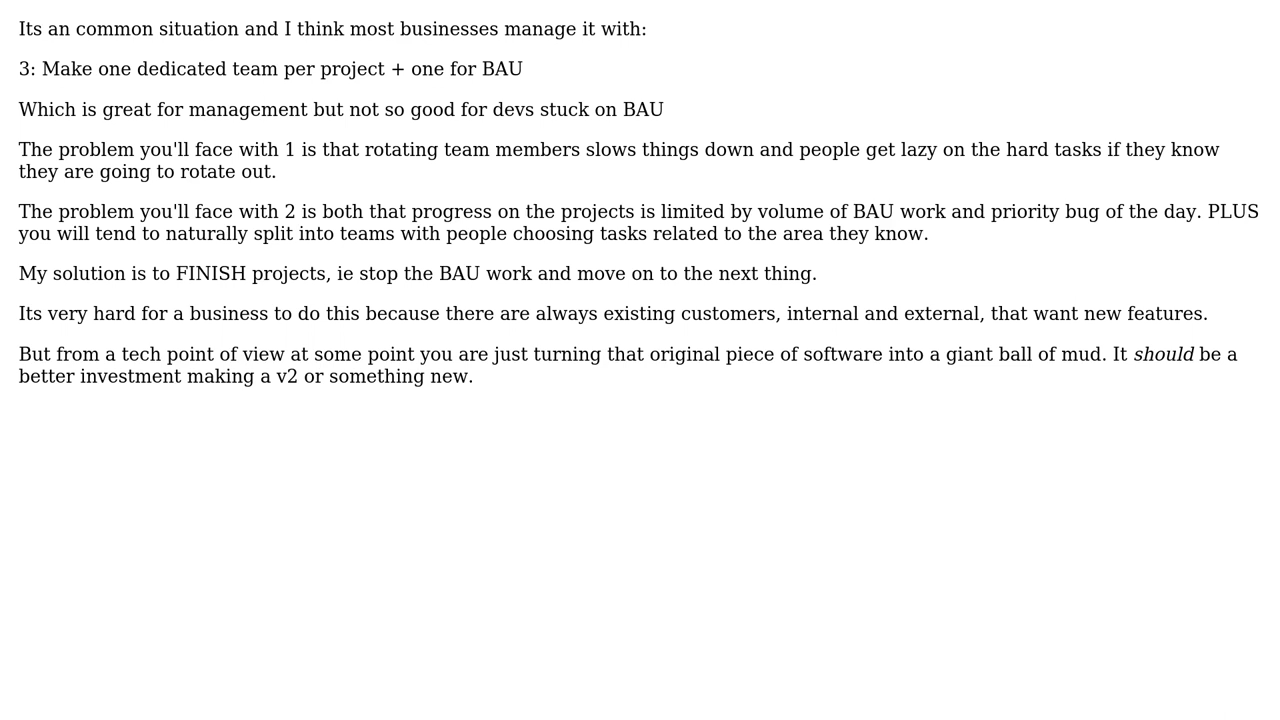 Its an common situation and I think most businesses manage it with:
3: Make one dedicated team per project + one for BAU
Which is great for management but not so good for devs stuck on BAU
The problem you'll face with 1 is that rotating team members slows things down and people get lazy on the hard tasks if they know
they are going to rotate out.
The problem you'll face with 2 is both that progress on the projects is limited by volume of BAU work and priority bug of the day. PLUS
you will tend to naturally split into teams with people choosing tasks related to the area they know.
My solution is to FINISH projects, ie stop the BAU work and move on to the next thing.
Its very hard for a business to do this because there are always existing customers, internal and external, that want new features.
But from a tech point of view at some point you are just turning that original piece of software into a giant ball of mud. It should be a
better investment making a v2 or something new.